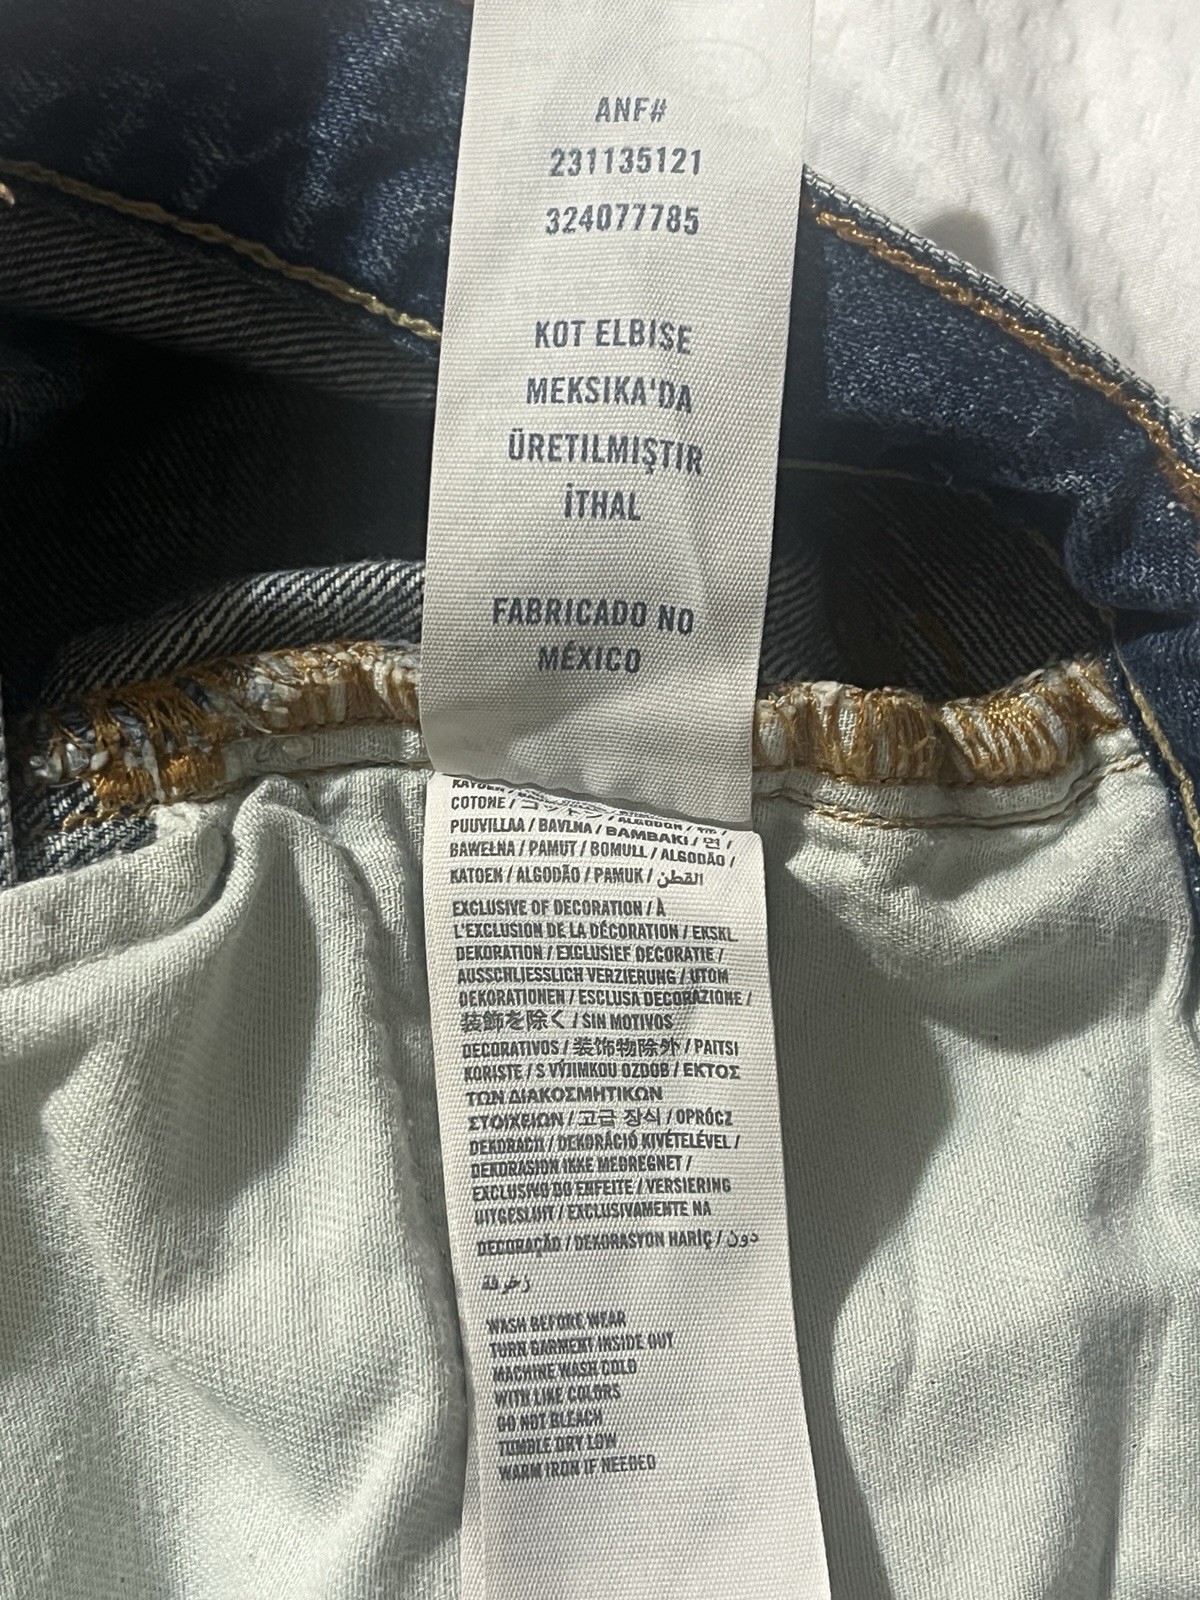 ANF#
231135121
324077785
KOT ELBISE
MEKSIKA'DA
ÜRETILMIŞTIR
İTHAL
FABRICADO NO
MÉXICO
COTONE /
PUUVILLAA / BAVLNA / BAMBAKI / 면 /
BAWEŁNA / PAMUT / BOMULL / ALGODÃO /
KATOEN / ALGODÃO / PAMUK / القطن
EXCLUSIVE OF DECORATION / À
L'EXCLUSION DE LA DÉCORATION / EKSKL.
DEKORATION / EXCLUSIEF DECORATIE /
AUSSCHLIESSLICH VERZIERUNG / UTOM
DEKORATIONEN / ESCLUSA DECORAZIONE /
装飾を除く / SIN MOTIVOS
DECORATIVOS / 装饰物除外 / PAITSI
KORISTE / S VÝJIMKOU OZDOB / ΕΚΤΟΣ
ΤΩΝ ΔΙΑΚΟΣΜΗΤΙΚΩΝ
ΣΤΟΙΧΕΙΩΝ / 고급 장식 / OPRÓCZ
DEKORACJI / DEKORÁCIÓ KIVÉTELÉVEL /
DEKORASJON IKKE MEDREGNET /
EXCLUSIVO DO ENFEITE / VERSIERING
UITGESLUIT / EXCLUSIVAMENTE NA
DECORAÇÃO / DEKORASYON HARIÇ / دون
زخرفة
WASH BEFORE WEAR
TURN GARMENT INSIDE OUT
MACHINE WASH COLD
WITH LIKE COLORS
DO NOT BLEACH
TUMBLE DRY LOW
WARM IRON IF NEEDED